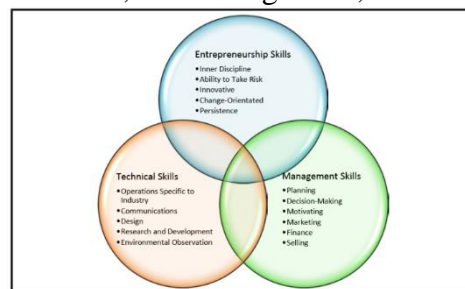 Entrepreneurship Skills
•Inner Discipline
•Ability to Take Risk
•Innovative
•Change-Orientated
•Persistence
Technical Skills
•Operations Specific to
Industry
•Communications
•Design
•Research and Development
•Environmental Observation
Management Skills
•Planning
•Decision-Making
•Motivating
•Marketing
•Finance
•Selling